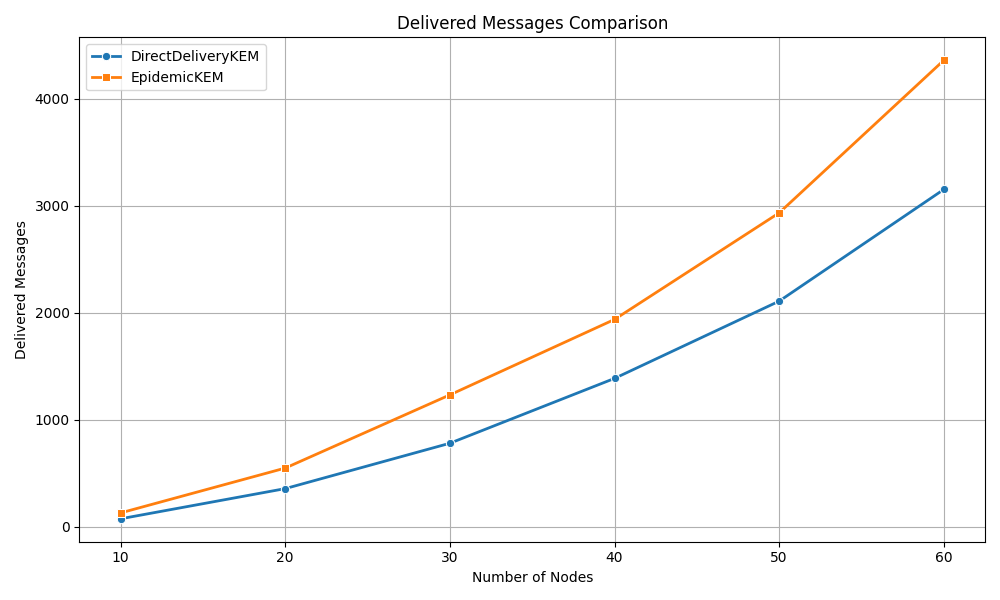 Delivered Messages Comparison
DirectDeliveryKEM
EpidemicKEM
Delivered Messages
4000
3000
2000
1000
0
10 20 30 40 50 60
Number of Nodes